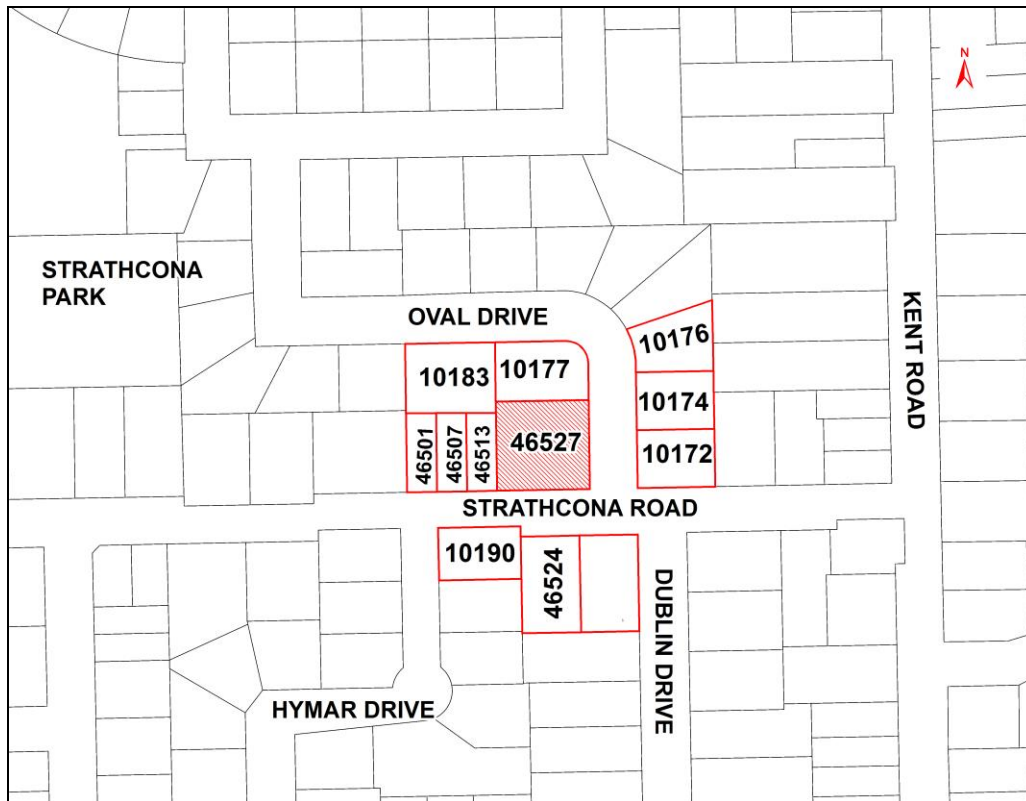 N
STRATHCONA
PARK
OVAL DRIVE
KENT ROAD
10176
10183
10177
10174
46501
46507
46513
46527
10172
STRATHCONA ROAD
10190
46524
DUBLIN DRIVE
HYMAR DRIVE